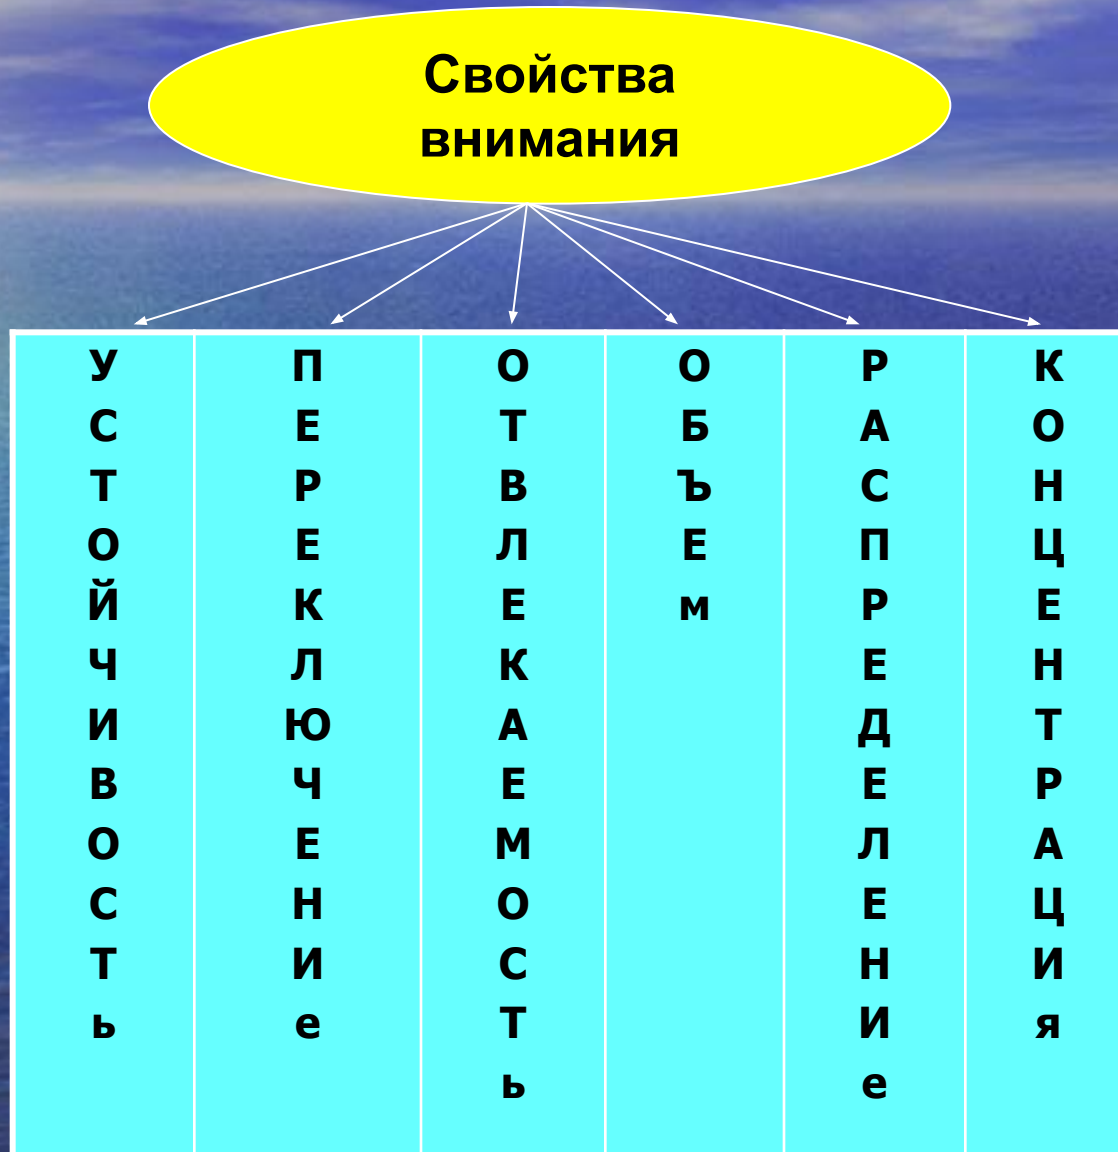 Свойства
внимания
УСТОЙЧИВОСТь
ПЕРЕКЛЮЧЕНИе
ОТВЛЕКАЕМОСТь
ОБЪЕм
РАСПРЕДЕЛЕНИе
КОНЦЕНТРАЦИя